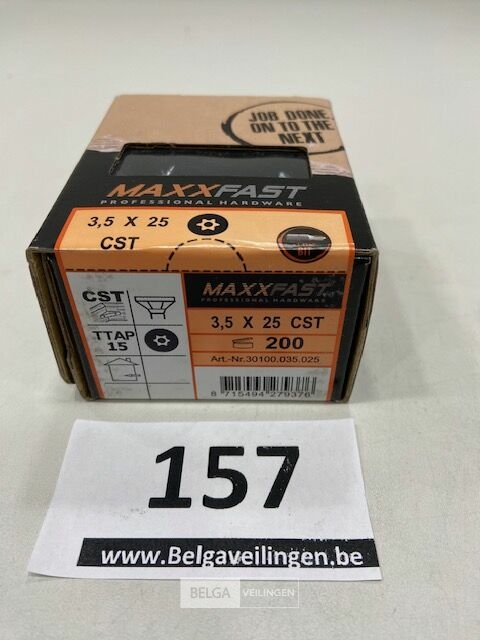 JOB DONE.
ON TO THE
NEXT
MAXXFAST
PROFESSIONAL HARDWARE
3,5 X 25
CST
BIT
CST
MAXXFAST
PROFESSIONAL HARDWARE
3,5 X 25 CST
TTAP
15
200
Art.-Nr.30100.035.025
8 715494 279376
157
www.Belgaveilingen.be
BELGA VEILINGEN